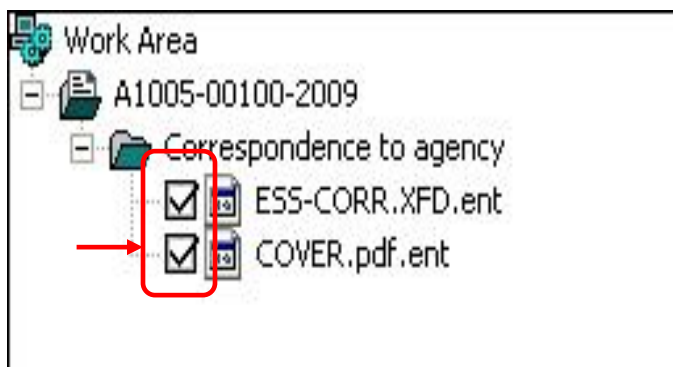 Work Area
A1005-00100-2009
Correspondence to agency
ESS-CORR.XFD.ent
COVER.pdf.ent